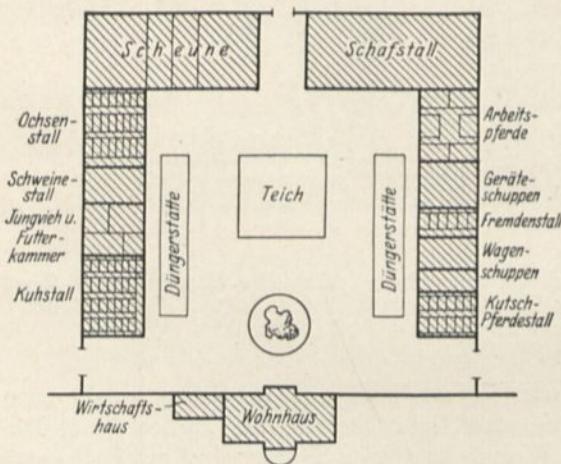 Scheune
Schafstall
Ochsen-
stall
Schweine-
stall
Jungvieh u.
Futter-
kammer
Kuhstall
Düngerstätte
Teich
Düngerstätte
Arbeits-
pferde
Geräte-
schuppen
Fremdenstall
Wagen-
schuppen
Kutsch-
Pferdestall
Wirtschafts-
haus
Wohnhaus